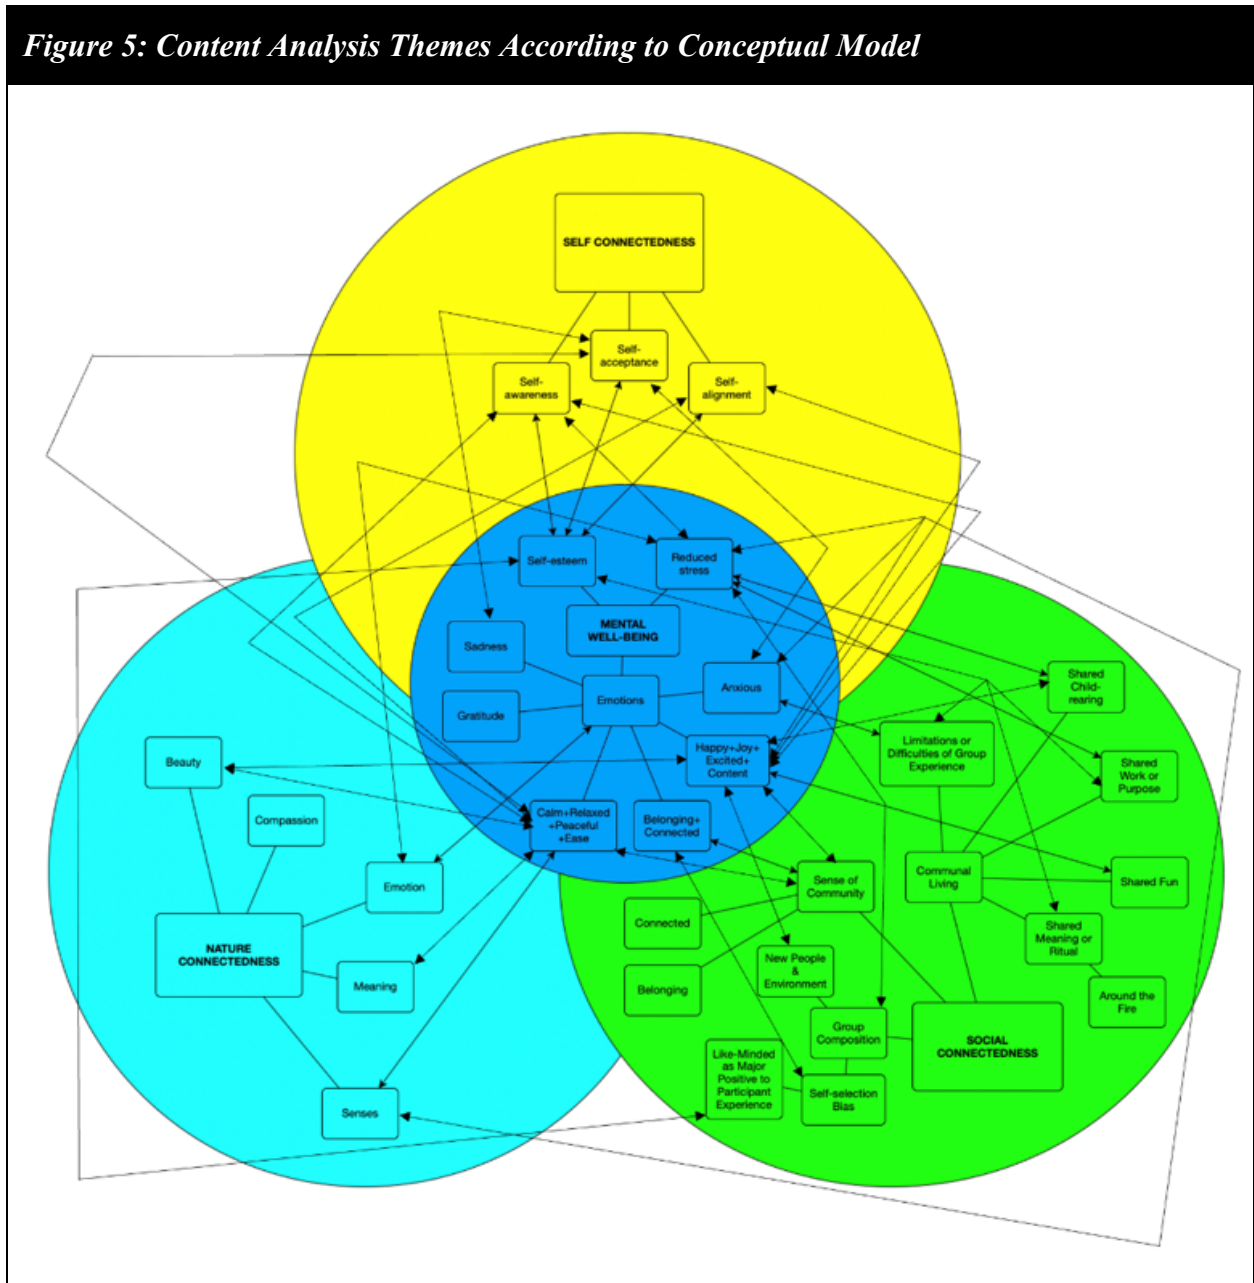 Figure 5: Content Analysis Themes According to Conceptual Model
SELF CONNECTEDNESS
Self-
acceptance
Self-
awareness
Self-
alignment
Self-esteem
Reduced
stress
MENTAL
WELL-BEING
Sadness
Emotions
Anxious
Gratitude
Happy+Joy+
Excited+
Content
Calm+Relaxed
+Peaceful
+Ease
Belonging+
Connected
Beauty
Compassion
Emotion
NATURE
CONNECTEDNESS
Meaning
Senses
Shared
Child-
rearing
Limitations or
Difficulties of Group
Experience
Shared
Work or
Purpose
Sense of
Community
Communal
Living
Shared Fun
Connected
Shared
Meaning or
Ritual
New People
&
Environment
Belonging
Around the
Fire
Group
Composition
SOCIAL
CONNECTEDNESS
Like-Minded
as Major
Positive to
Participant
Experience
Self-selection
Bias